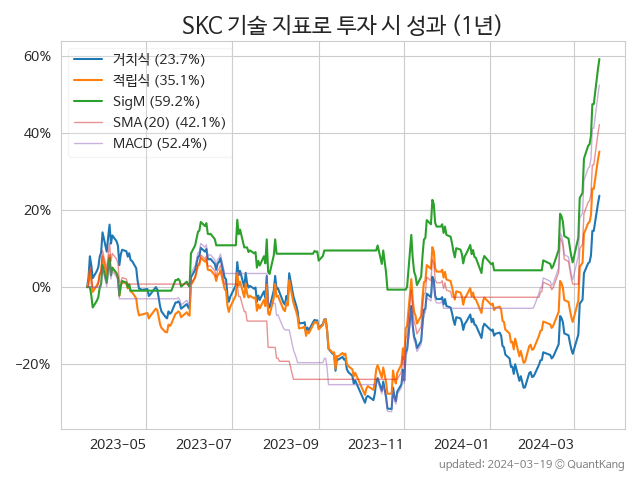 SKC 기술 지표로 투자 시 성과 (1년)
60%
40%
20%
0%
−20%
거치식 (23.7%)
적립식 (35.1%)
SigM (59.2%)
SMA(20) (42.1%)
MACD (52.4%)
2023-05 2023-07 2023-09 2023-11 2024-01 2024-03
updated: 2024-03-19 ⓒ QuantKang